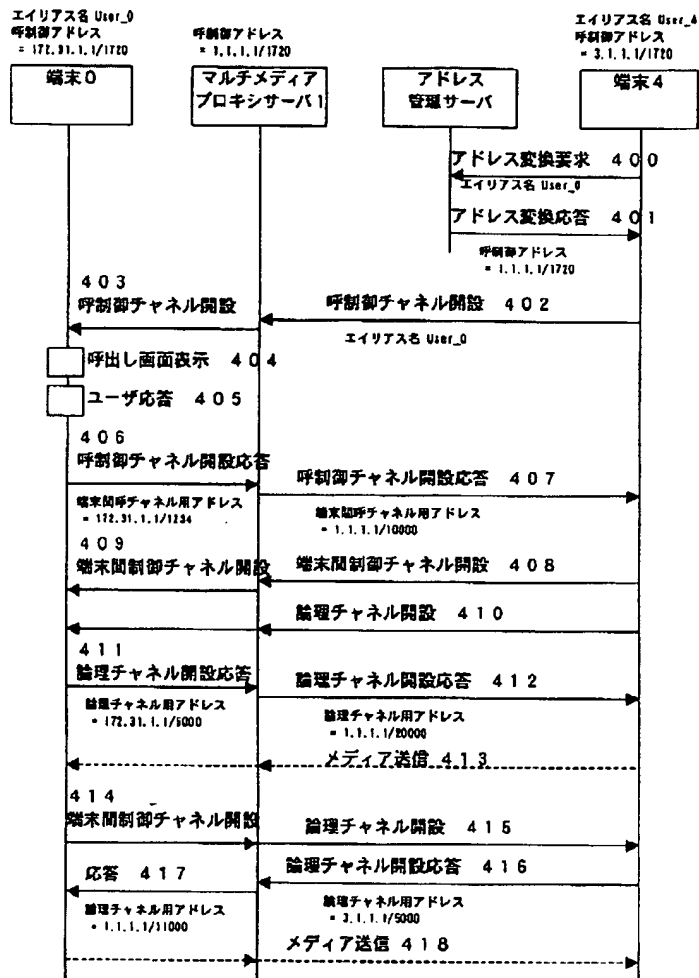 エイリアス名 User_0
呼制御アドレス
= 172.31.1.1/1720
呼制御アドレス
= 1.1.1.1/1720
エイリアス名 User_4
呼制御アドレス
= 3.1.1.1/1720
端末0
マルチメディア
プロキシサーバ1
アドレス
管理サーバ
端末4
アドレス変換要求 400
エイリアス名 User_0
アドレス変換応答 401
呼制御アドレス
= 1.1.1.1/1720
403
呼制御チャネル開設
呼制御チャネル開設 402
エイリアス名 User_0
呼出し画面表示 404
ユーザ応答 405
406
呼制御チャネル開設応答
呼制御チャネル開設応答 407
端末間呼チャネル用アドレス
= 172.31.1.1/1234
端末間呼チャネル用アドレス
= 1.1.1.1/10000
409
端末間制御チャネル開設
端末間制御チャネル開設 408
論理チャネル開設 410
411
論理チャネル開設応答
論理チャネル開設応答 412
論理チャネル用アドレス
= 172.31.1.1/5000
論理チャネル用アドレス
= 1.1.1.1/20000
メディア送信 413
414
端末間制御チャネル開設
論理チャネル開設 415
応答 417
論理チャネル開設応答 416
論理チャネル用アドレス
= 1.1.1.1/11000
論理チャネル用アドレス
= 3.1.1.1/5000
メディア送信 418